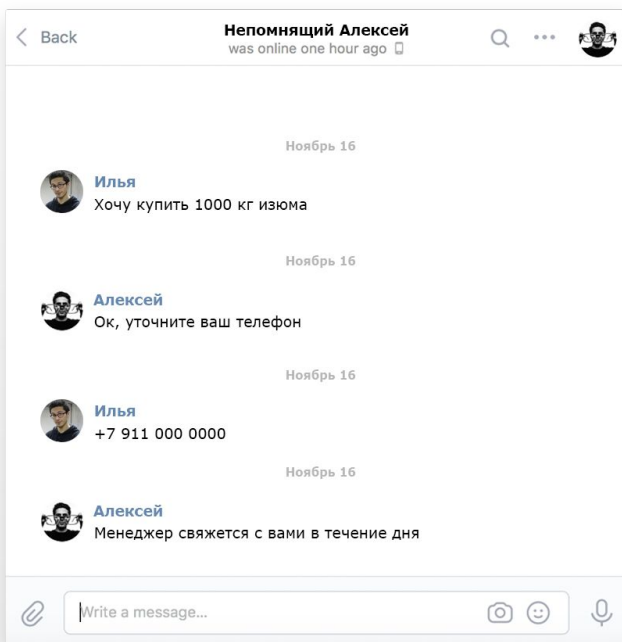 Back
Непомнящий Алексей
was online one hour ago
Ноябрь 16
Илья
Хочу купить 1000 кг изюма
Ноябрь 16
Алексей
Ок, уточните ваш телефон
Ноябрь 16
Илья
+7 911 000 0000
Ноябрь 16
Алексей
Менеджер свяжется с вами в течение дня
Write a message...